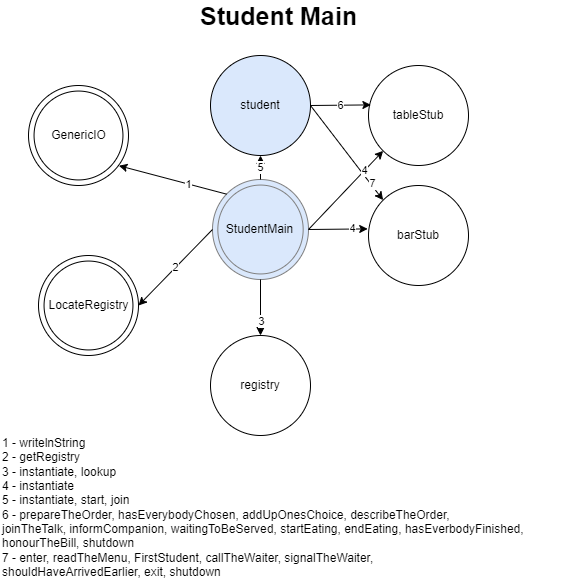 Student Main
student
6
tableStub
GenericIO
5
4
7
1
StudentMain
4
barStub
2
LocateRegistry
3
registry
1 - writeInString
2 - getRegistry
3 - instantiate, lookup
4 - instantiate
5 - instantiate, start, join
6 - prepareTheOrder, hasEverybodyChosen, addUpOnesChoice, describeTheOrder,
joinTheTalk, informCompanion, waitingToBeServed, startEating, endEating, hasEverbodyFinished,
honourTheBill, shutdown
7 - enter, readTheMenu, FirstStudent, callTheWaiter, signalTheWaiter,
shouldHaveArrivedEarlier, exit, shutdown